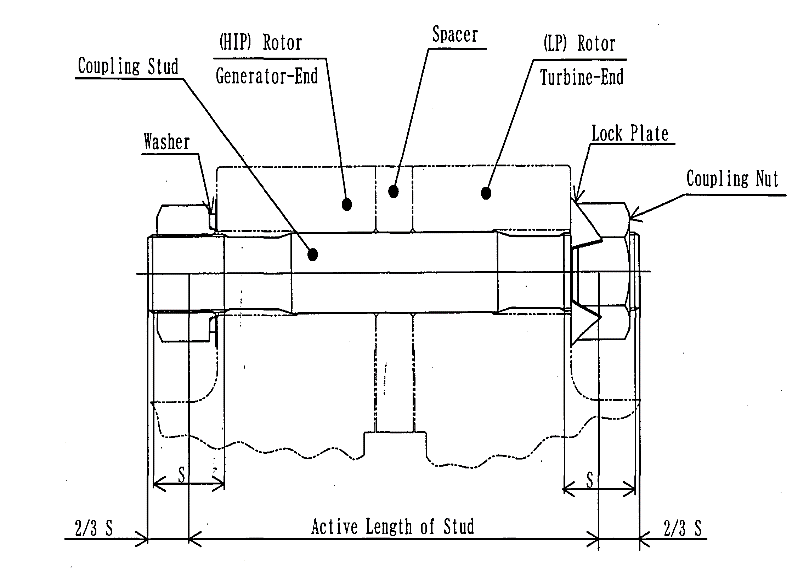 Spacer
(HIP) Rotor
Generator-End
(LP) Rotor
Turbine-End
Coupling Stud
Washer
Lock Plate
Coupling Nut
S
S
2/3 S
Active Length of Stud
2/3 S